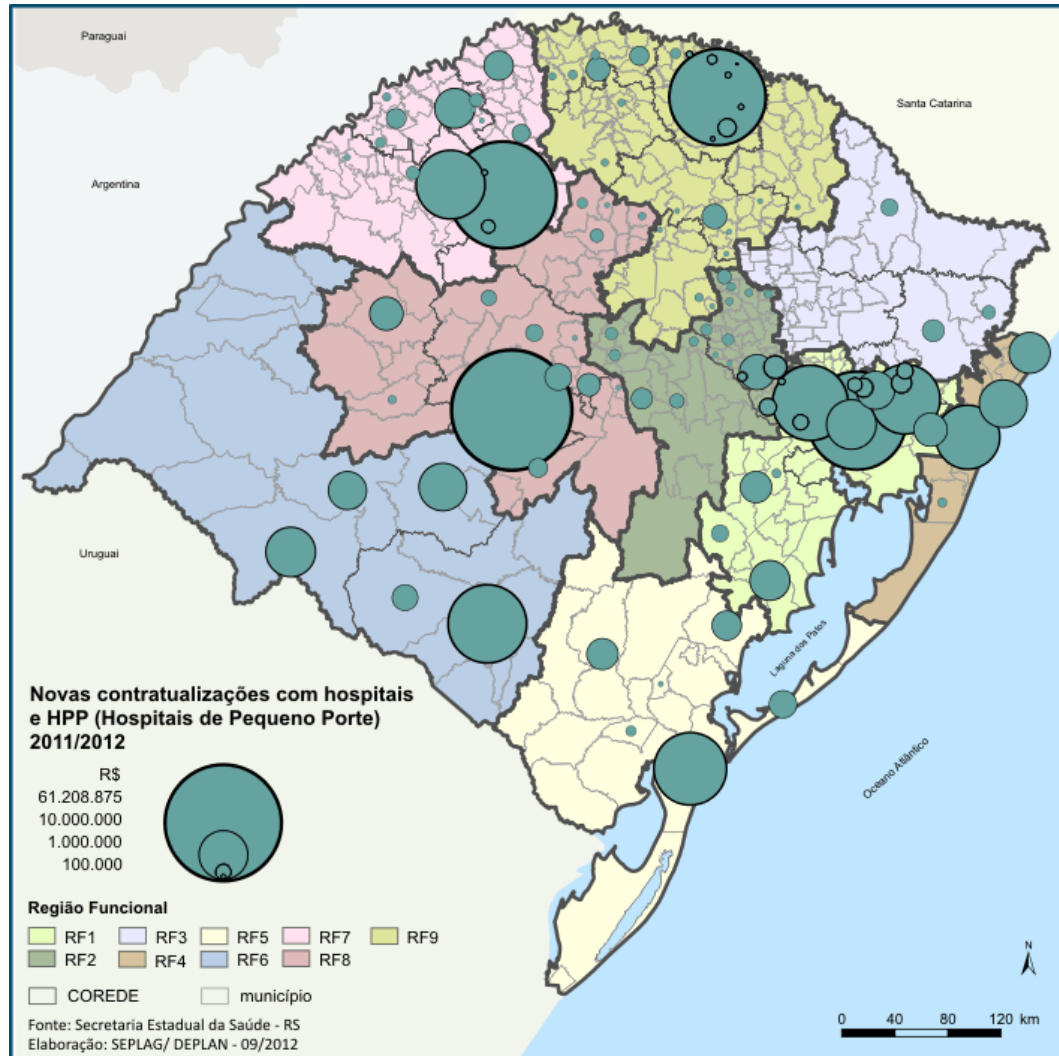 Paraguai
Santa Catarina
Argentina
Uruguai
Laguna dos Patos
Oceano Atlântico
Novas contratualizações com hospitais
e HPP (Hospitais de Pequeno Porte)
2011/2012
R$
61.208.875
10.000.000
1.000.000
100.000
Região Funcional
RF1 RF3 RF5 RF7 RF9
RF2 RF4 RF6 RF8
COREDE município
Fonte: Secretaria Estadual da Saúde - RS
Elaboração: SEPLAG/ DEPLAN - 09/2012
N
0 40 80 120 km